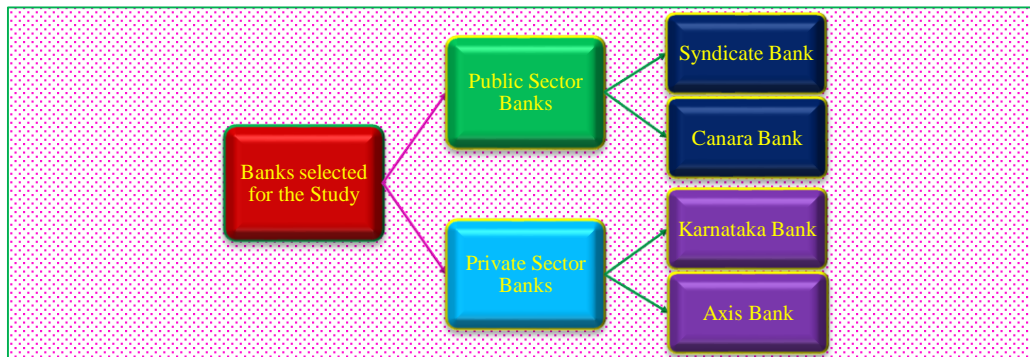 Banks selected
for the Study
Public Sector
Banks
Syndicate Bank
Canara Bank
Private Sector
Banks
Karnataka Bank
Axis Bank